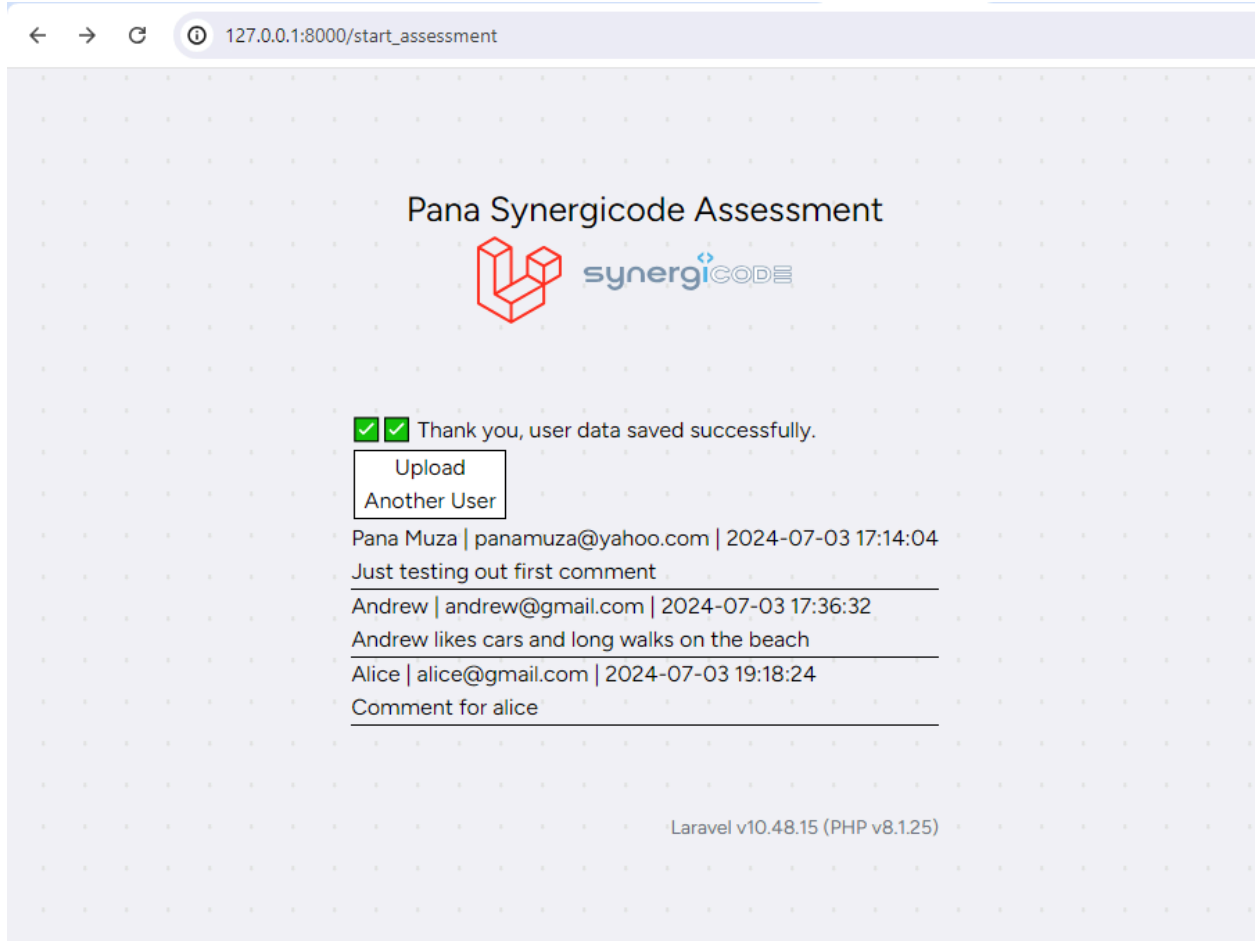 127.0.0.1:8000/start_assessment
Pana Synergicode Assessment
synergiCODE
✅✅ Thank you, user data saved successfully.
Upload
Another User
Pana Muza | panamuza@yahoo.com | 2024-07-03 17:14:04
Just testing out first comment
Andrew | andrew@gmail.com | 2024-07-03 17:36:32
Andrew likes cars and long walks on the beach
Alice | alice@gmail.com | 2024-07-03 19:18:24
Comment for alice
Laravel v10.48.15 (PHP v8.1.25)